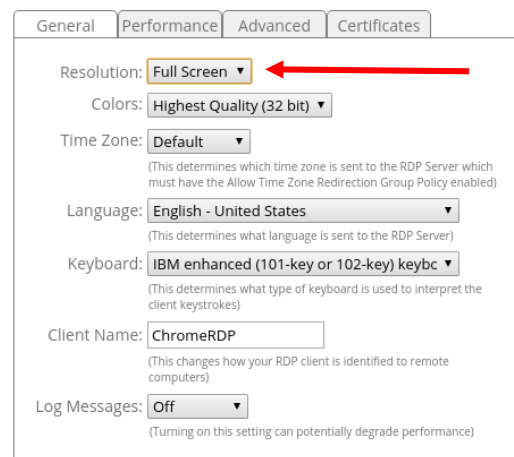 General Performance Advanced Certificates
Resolution: Full Screen
Colors: Highest Quality (32 bit)
Time Zone: Default
(This determines which time zone is sent to the RDP Server which
must have the Allow Time Zone Redirection Group Policy enabled)
Language: English - United States
(This determines what language is sent to the RDP Server)
Keyboard: IBM enhanced (101-key or 102-key) keybc
(This determines what type of keyboard is used to interpret the
client keystrokes)
Client Name: ChromeRDP
(This changes how your RDP client is identified to remote
computers)
Log Messages: Off
(Turning on this setting can potentially degrade performance)